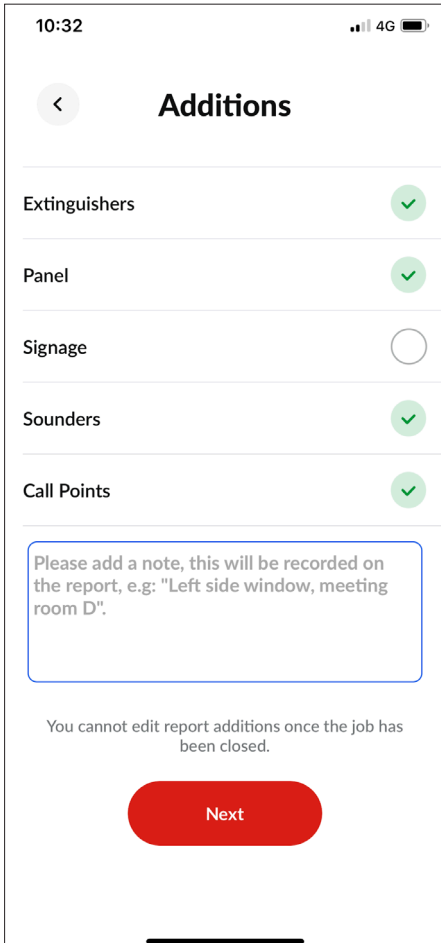 10:32
4G
Additions
Extinguishers
Panel
Signage
Sounders
Call Points
Please add a note, this will be recorded on
the report, e.g: "Left side window, meeting
room D".
You cannot edit report additions once the job has
been closed.
Next